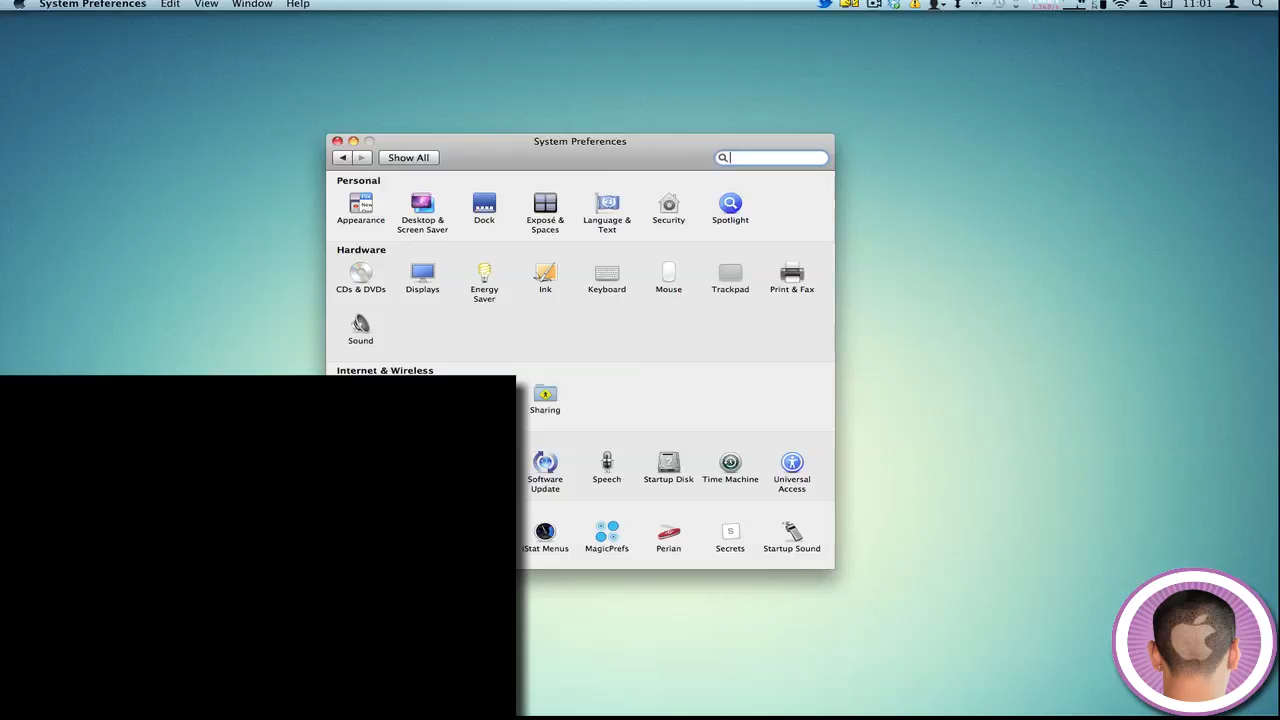 System Preferences Edit View Window Help 11:01
System Preferences
Show All
Personal
Appearance
Desktop &
Screen Saver
Dock
Exposé &
Spaces
Language &
Text
Security
Spotlight
Hardware
CDs & DVDs
Displays
Energy
Saver
Ink
Keyboard
Mouse
Trackpad
Print & Fax
Sound
Internet & Wireless
Sharing
Software
Update
Speech
Startup Disk
Time Machine
Universal
Access
iStat Menus
MagicPrefs
Perian
Secrets
Startup Sound